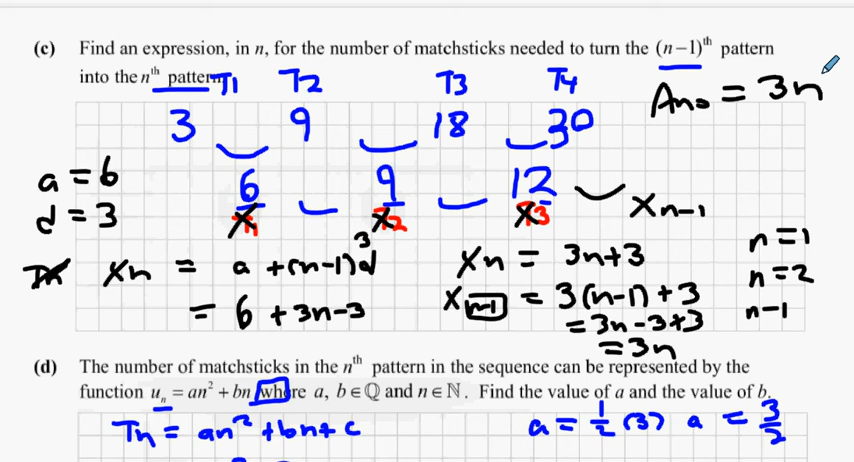 (c) Find an expression, in n, for the number of matchsticks needed to turn the (n−1)ᵗʰ pattern
into the nᵗʰ pattern.
T1 T2 T3 T4
Ans = 3n
3 9 18 30
a = 6
d = 3
6 9 12
x1 x2 x3 xn−1
xn = a + (n−1)d
3
= 6 + 3n − 3
xn = 3n + 3
xn−1 = 3(n−1) + 3
= 3n − 3 + 3
= 3n
n = 1
n = 2
n − 1
(d) The number of matchsticks in the nᵗʰ pattern in the sequence can be represented by the
function uₙ = an² + bn where a, b ∈ ℚ and n ∈ ℕ. Find the value of a and the value of b.
Tn = an² + bn + c
a = 1/2 (3) a = 3/2